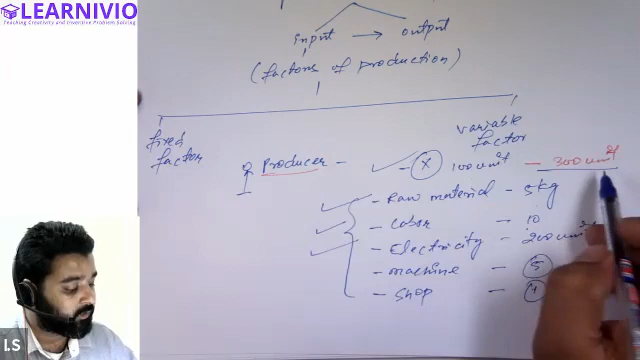 LEARNIVIO
Teaching Creativity and Inventive Problem Solving
input → output
(factors of production)
fixed factor
variable factor
Producer - - X 100 unit - 300 unit
- Raw material - 5kg
- Labor - 10
- Electricity - 200 unit
- machine - 5
- shop - 4
I.S